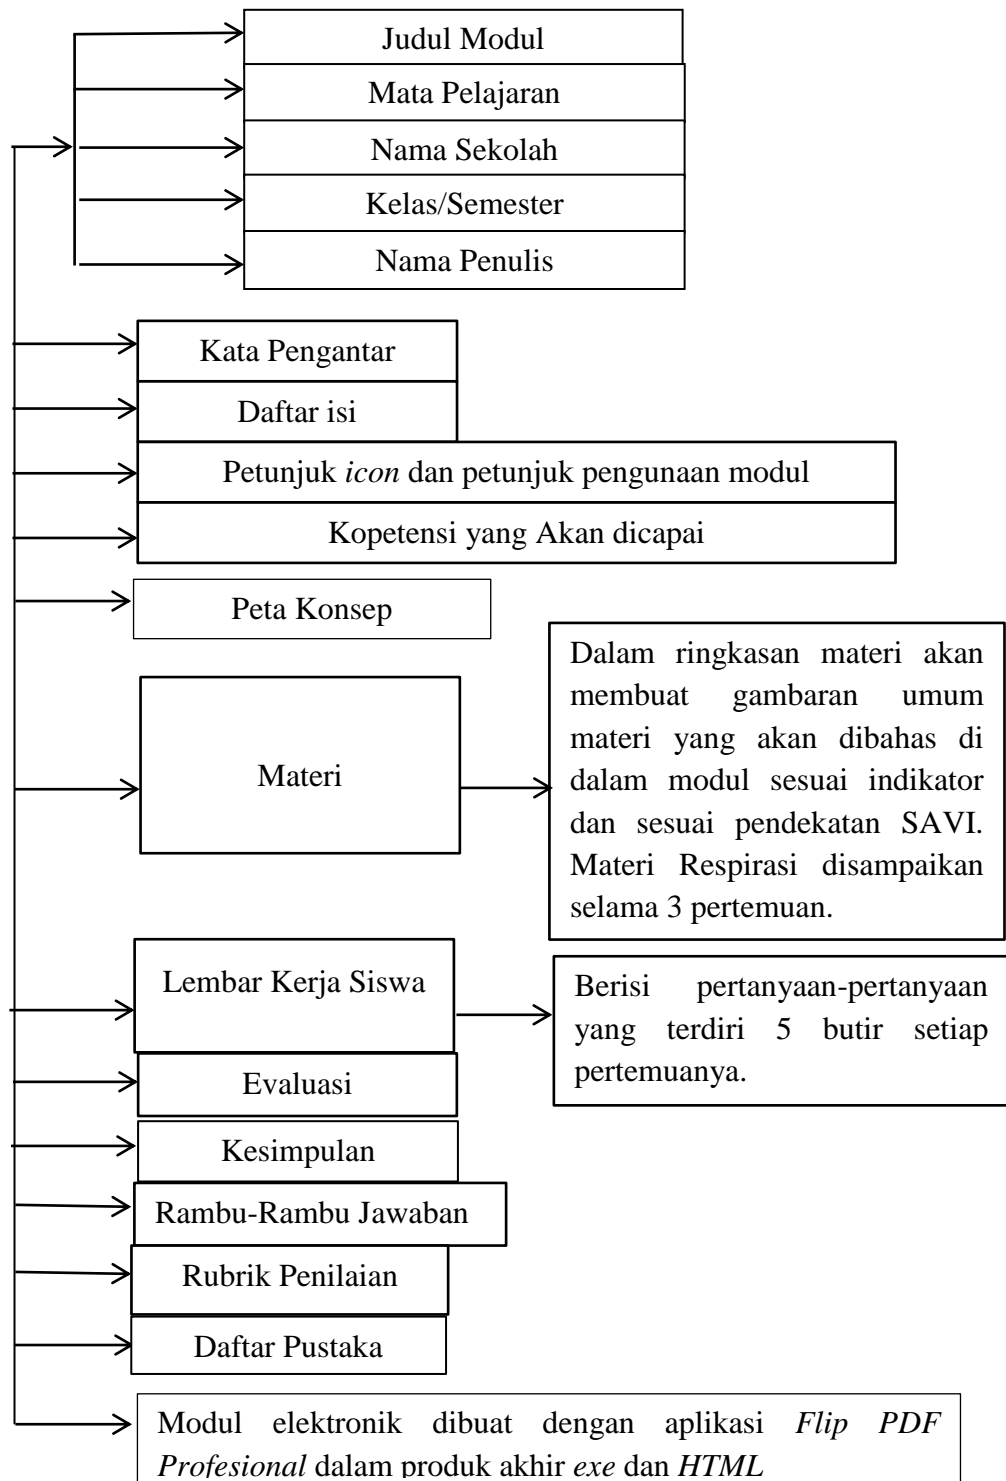 Judul Modul
Mata Pelajaran
Nama Sekolah
Kelas/Semester
Nama Penulis
Kata Pengantar
Daftar isi
Petunjuk icon dan petunjuk pengunaan modul
Kopetensi yang Akan dicapai
Peta Konsep
Materi
Dalam ringkasan materi akan
membuat gambaran umum
materi yang akan dibahas di
dalam modul sesuai indikator
dan sesuai pendekatan SAVI.
Materi Respirasi disampaikan
selama 3 pertemuan.
Lembar Kerja Siswa
Berisi pertanyaan-pertanyaan
yang terdiri 5 butir setiap
pertemuanya.
Evaluasi
Kesimpulan
Rambu-Rambu Jawaban
Rubrik Penilaian
Daftar Pustaka
Modul elektronik dibuat dengan aplikasi Flip PDF
Profesional dalam produk akhir exe dan HTML